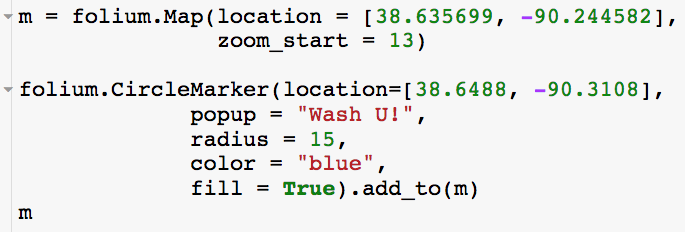 m = folium.Map(location = [38.635699, -90.244582],
               zoom_start = 13)

folium.CircleMarker(location=[38.6488, -90.3108],
             popup = "Wash U!",
             radius = 15,
             color = "blue",
             fill = True).add_to(m)
m